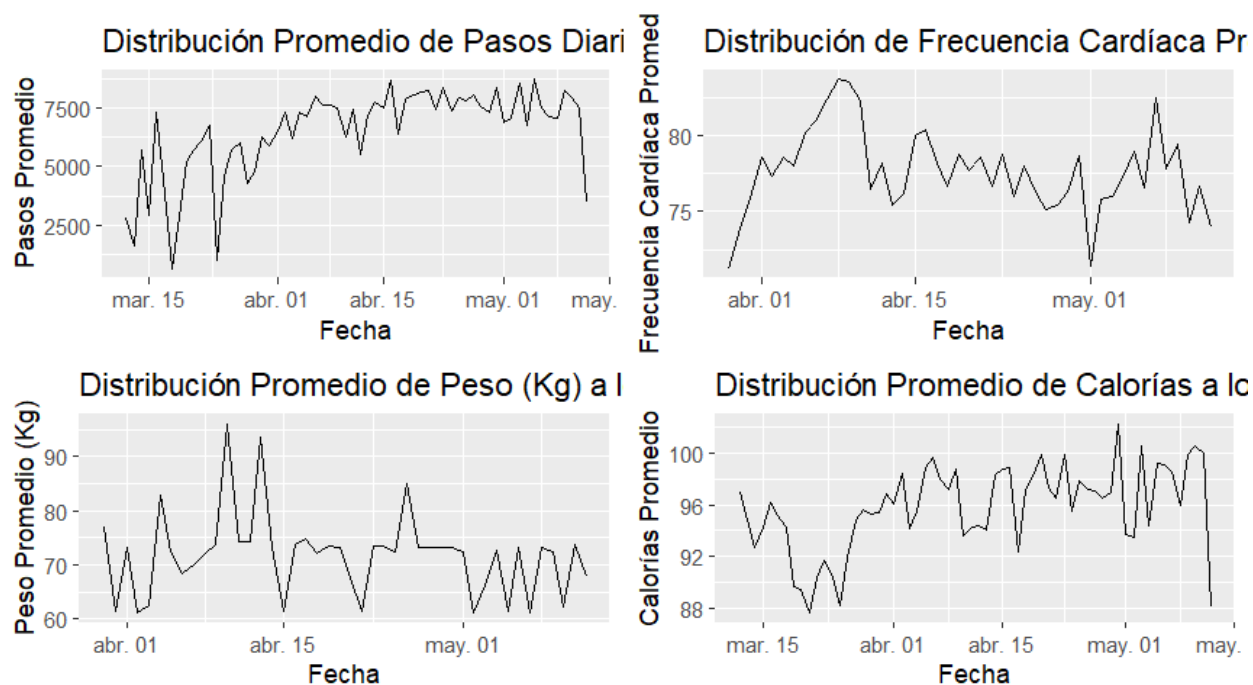 Distribución Promedio de Pasos Diari
Pasos Promedio
7500
5000
2500
mar. 15
abr. 01
abr. 15
may. 01
may.
Fecha
Distribución de Frecuencia Cardíaca Pr
Frecuencia Cardíaca Promed
80
75
abr. 01
abr. 15
may. 01
Fecha
Distribución Promedio de Peso (Kg) a l
Peso Promedio (Kg)
90
80
70
60
abr. 01
abr. 15
may. 01
Fecha
Distribución Promedio de Calorías a lo
Calorías Promedio
100
96
92
88
mar. 15
abr. 01
abr. 15
may. 01
may.
Fecha